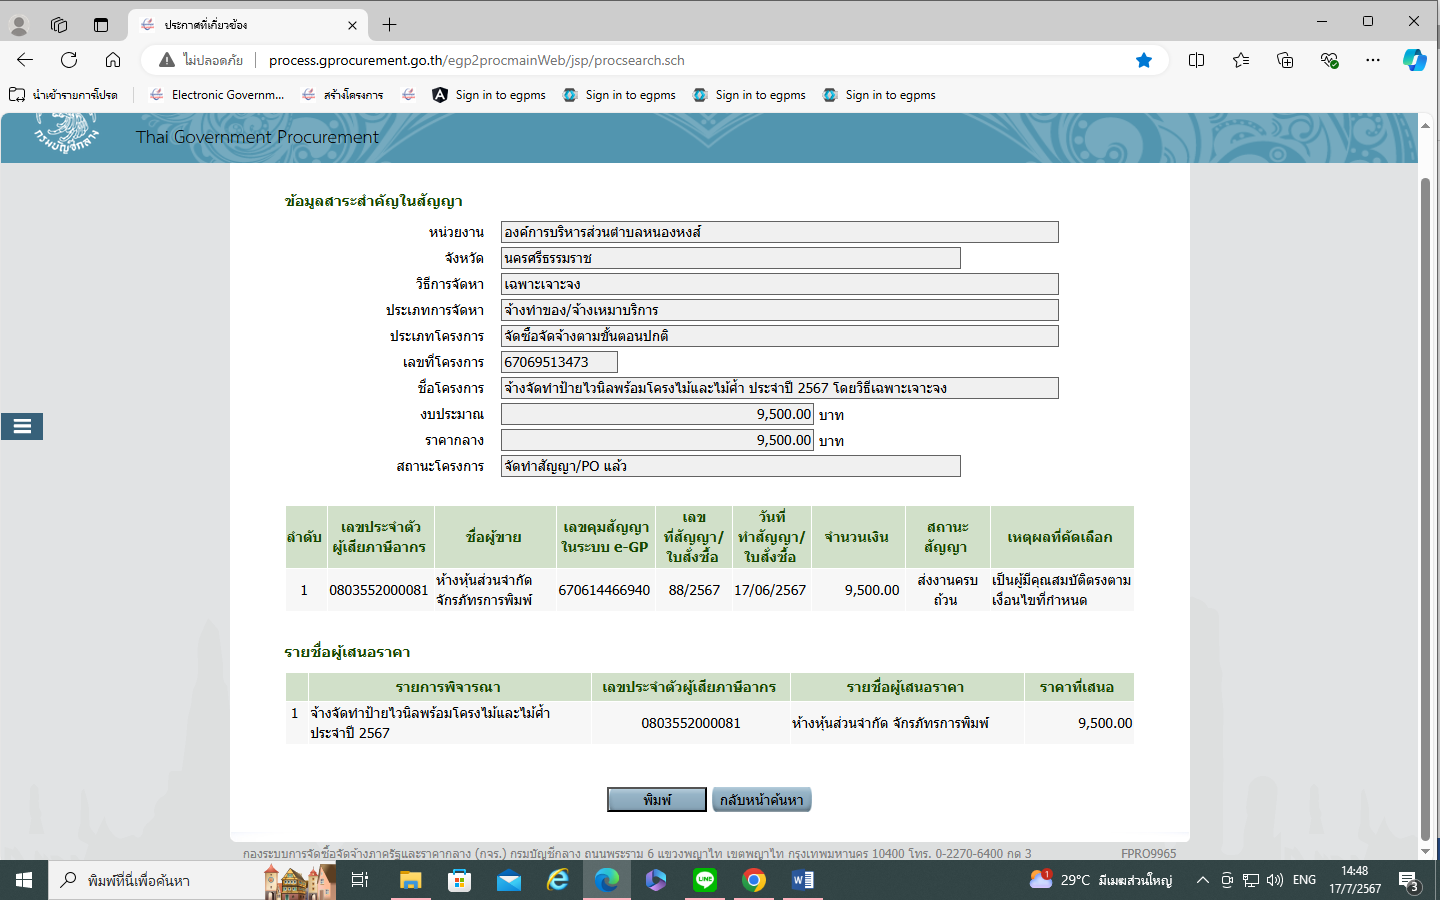 ประกาศที่เกี่ยวข้อง
ไม่ปลอดภัย
process.gprocurement.go.th/egp2procmainWeb/jsp/procsearch.sch
นำเข้ารายการโปรด
Electronic Governm...
สร้างโครงการ
Sign in to egpms
Sign in to egpms
Sign in to egpms
Sign in to egpms
กรมบัญชีกลาง
Thai Government Procurement
ข้อมูลสาระสำคัญในสัญญา
หน่วยงาน องค์การบริหารส่วนตำบลหนองหงส์
จังหวัด นครศรีธรรมราช
วิธีการจัดหา เฉพาะเจาะจง
ประเภทการจัดหา จ้างทำของ/จ้างเหมาบริการ
ประเภทโครงการ จัดซื้อจัดจ้างตามขั้นตอนปกติ
เลขที่โครงการ 67069513473
ชื่อโครงการ จ้างจัดทำป้ายไวนิลพร้อมโครงไม้และไม้ค้ำ ประจำปี 2567 โดยวิธีเฉพาะเจาะจง
งบประมาณ 9,500.00 บาท
ราคากลาง 9,500.00 บาท
สถานะโครงการ จัดทำสัญญา/PO แล้ว
ลำดับ
เลขประจำตัว
ผู้เสียภาษีอากร
ชื่อผู้ขาย
เลขคุมสัญญา
ในระบบ e-GP
เลข
ที่สัญญา/
ใบสั่งซื้อ
วันที่
ทำสัญญา/
ใบสั่งซื้อ
จำนวนเงิน
สถานะ
สัญญา
เหตุผลที่คัดเลือก
1
0803552000081
ห้างหุ้นส่วนจำกัด
จักรภัทรการพิมพ์
670614466940
88/2567
17/06/2567
9,500.00
ส่งงานครบ
ถ้วน
เป็นผู้มีคุณสมบัติตรงตาม
เงื่อนไขที่กำหนด
รายชื่อผู้เสนอราคา
รายการพิจารณา
เลขประจำตัวผู้เสียภาษีอากร
รายชื่อผู้เสนอราคา
ราคาที่เสนอ
1
จ้างจัดทำป้ายไวนิลพร้อมโครงไม้และไม้ค้ำ
ประจำปี 2567
0803552000081
ห้างหุ้นส่วนจำกัด จักรภัทรการพิมพ์
9,500.00
พิมพ์
กลับหน้าค้นหา
กองระบบการจัดซื้อจัดจ้างภาครัฐและราคากลาง (กจร.) กรมบัญชีกลาง ถนนพระราม 6 แขวงพญาไท เขตพญาไท กรุงเทพมหานคร 10400 โทร. 0-2270-6400 กด 3
FPRO9965
พิมพ์ที่นี่เพื่อค้นหา
1
29°C มีเมฆส่วนใหญ่
ENG
14:48
17/7/2567
3